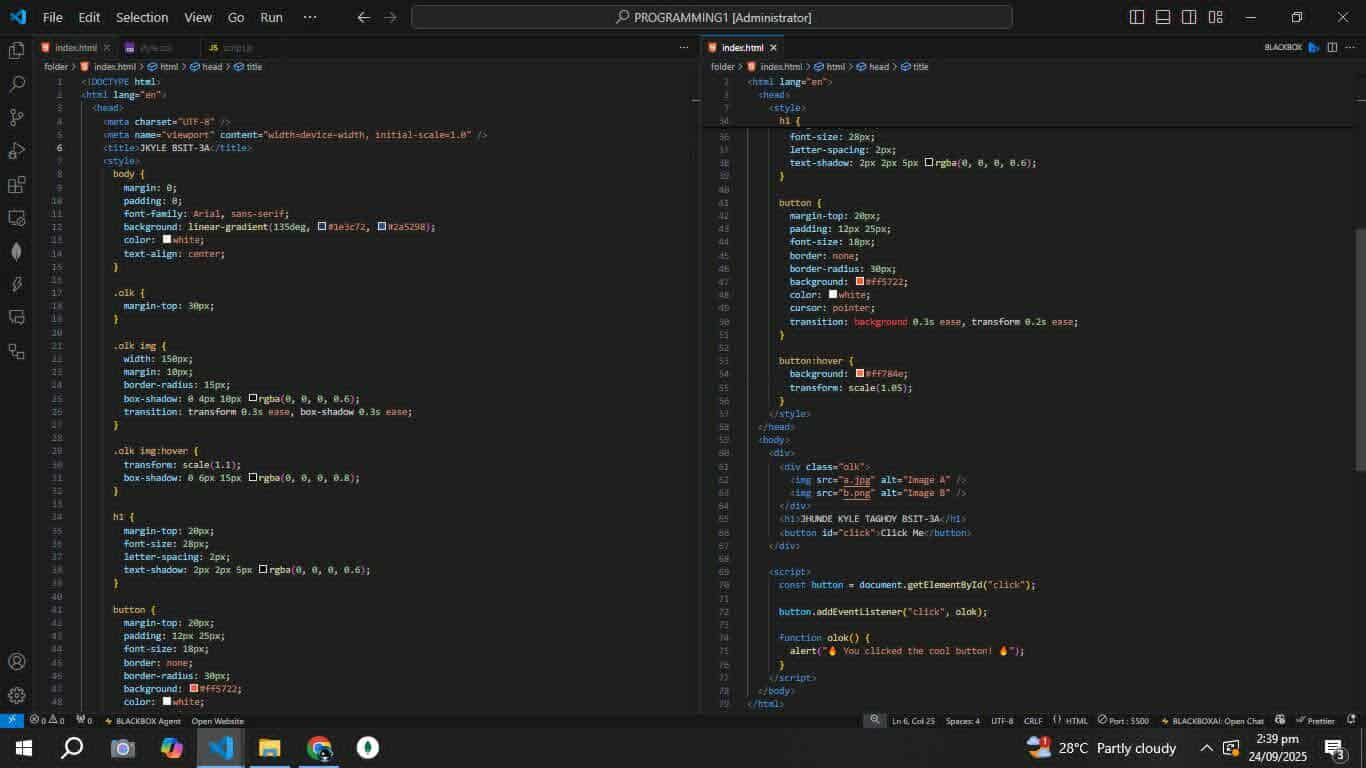 File Edit Selection View Go Run ··· PROGRAMMING1 [Administrator]
index.html style.css JS script.js
folder > index.html > html > head > title
1 <!DOCTYPE html>
2 <html lang="en">
3 <head>
4 <meta charset="UTF-8" />
5 <meta name="viewport" content="width=device-width, initial-scale=1.0" />
6 <title>JKYLE BSIT-3A</title>
7 <style>
8 body {
9 margin: 0;
10 padding: 0;
11 font-family: Arial, sans-serif;
12 background: linear-gradient(135deg, #1e3c72, #2a5298);
13 color: white;
14 text-align: center;
15 }
16
17 .olk {
18 margin-top: 30px;
19 }
20
21 .olk img {
22 width: 150px;
23 margin: 10px;
24 border-radius: 15px;
25 box-shadow: 0 4px 10px rgba(0, 0, 0, 0.6);
26 transition: transform 0.3s ease, box-shadow 0.3s ease;
27 }
28
29 .olk img:hover {
30 transform: scale(1.1);
31 box-shadow: 0 6px 15px rgba(0, 0, 0, 0.8);
32 }
33
34 h1 {
35 margin-top: 20px;
36 font-size: 28px;
37 letter-spacing: 2px;
38 text-shadow: 2px 2px 5px rgba(0, 0, 0, 0.6);
39 }
40
41 button {
42 margin-top: 20px;
43 padding: 12px 25px;
44 font-size: 18px;
45 border: none;
46 border-radius: 30px;
47 background: #ff5722;
48 color: white;
index.html BLACKBOX
folder > index.html > html > head > title
2 <html lang="en">
3 <head>
7 <style>
34 h1 {
36 font-size: 28px;
37 letter-spacing: 2px;
38 text-shadow: 2px 2px 5px rgba(0, 0, 0, 0.6);
39 }
40
41 button {
42 margin-top: 20px;
43 padding: 12px 25px;
44 font-size: 18px;
45 border: none;
46 border-radius: 30px;
47 background: #ff5722;
48 color: white;
49 cursor: pointer;
50 transition: background 0.3s ease, transform 0.2s ease;
51 }
52
53 button:hover {
54 background: #ff784e;
55 transform: scale(1.05);
56 }
57 </style>
58 </head>
59 <body>
60 <div>
61 <div class="olk">
62 <img src="a.jpg" alt="Image A" />
63 <img src="b.png" alt="Image B" />
64 </div>
65 <h1>JHUNDE KYLE TAGHOY BSIT-3A</h1>
66 <button id="click">Click Me</button>
67 </div>
68
69 <script>
70 const button = document.getElementById("click");
71
72 button.addEventListener("click", olok);
73
74 function olok() {
75 alert("🔥 You clicked the cool button! 🔥");
76 }
77 </script>
78 </body>
79 </html>
0 0 0 BLACKBOX Agent Open Website Ln 6, Col 25 Spaces: 4 UTF-8 CRLF {} HTML Port : 5500 BLACKBOXAI: Open Chat Prettier
1 28°C Partly cloudy 2:39 pm
24/09/2025 3